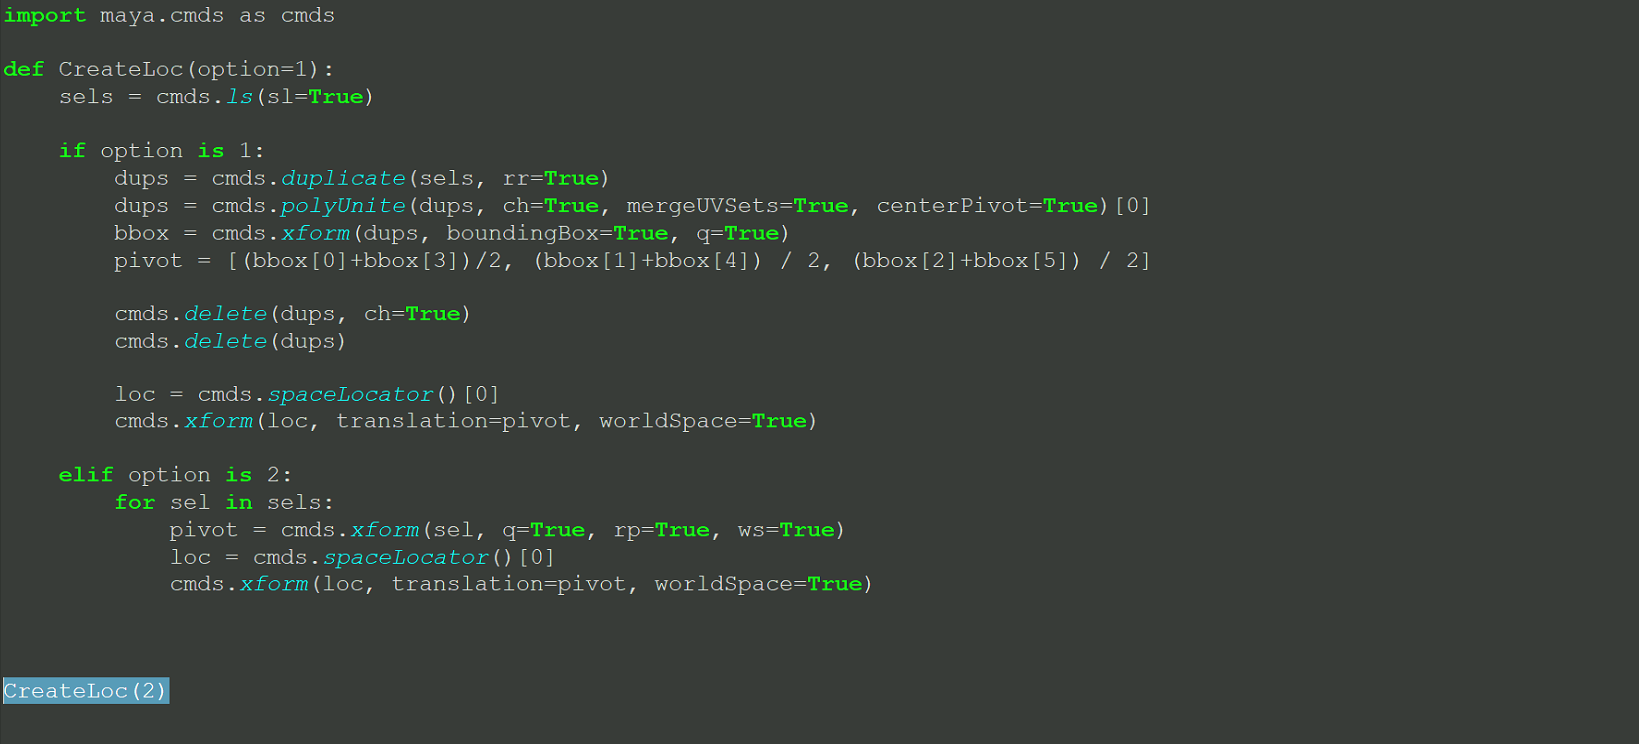 import maya.cmds as cmds
def CreateLoc(option=1):
    sels = cmds.ls(sl=True)
    if option is 1:
        dups = cmds.duplicate(sels, rr=True)
        dups = cmds.polyUnite(dups, ch=True, mergeUVSets=True, centerPivot=True)[0]
        bbox = cmds.xform(dups, boundingBox=True, q=True)
        pivot = [(bbox[0]+bbox[3])/2, (bbox[1]+bbox[4]) / 2, (bbox[2]+bbox[5]) / 2]
        cmds.delete(dups, ch=True)
        cmds.delete(dups)
        loc = cmds.spaceLocator()[0]
        cmds.xform(loc, translation=pivot, worldSpace=True)
    elif option is 2:
        for sel in sels:
            pivot = cmds.xform(sel, q=True, rp=True, ws=True)
            loc = cmds.spaceLocator()[0]
            cmds.xform(loc, translation=pivot, worldSpace=True)
CreateLoc(2)